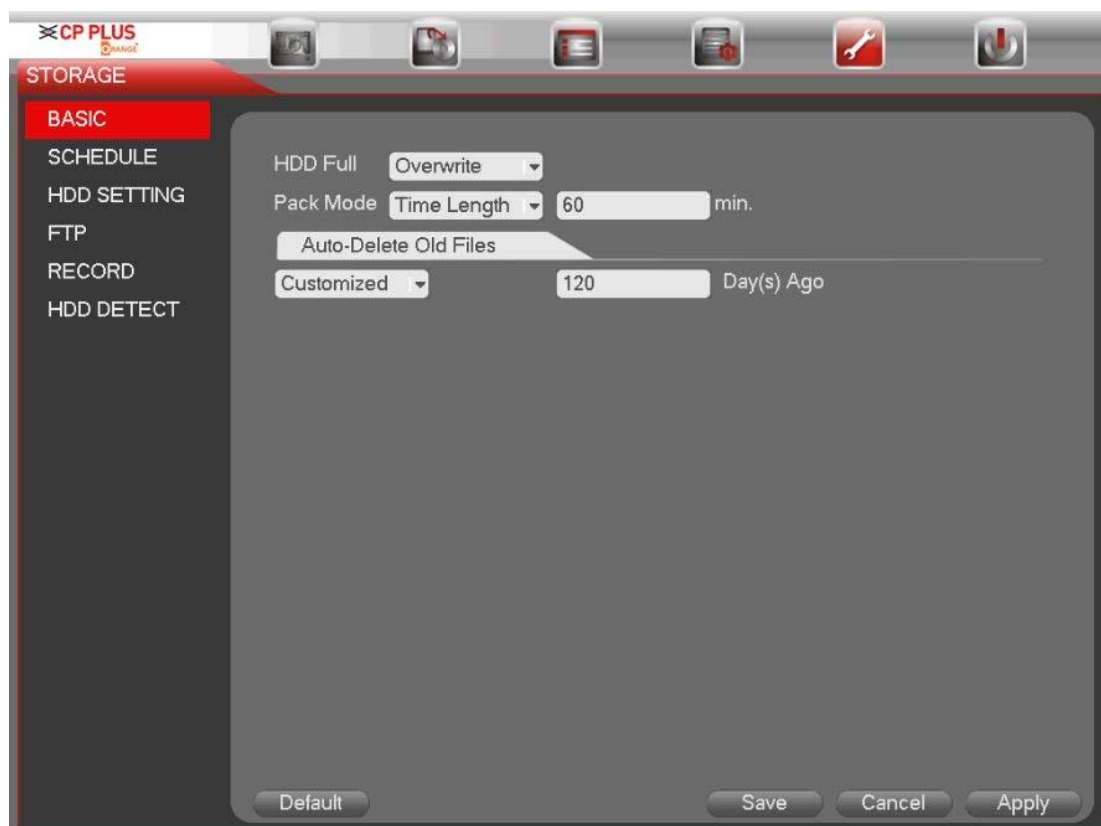 CP PLUS
ORANGE
STORAGE
BASIC
SCHEDULE
HDD SETTING
FTP
RECORD
HDD DETECT
HDD Full Overwrite
Pack Mode Time Length 60 min.
Auto-Delete Old Files
Customized 120 Day(s) Ago
Default Save Cancel Apply